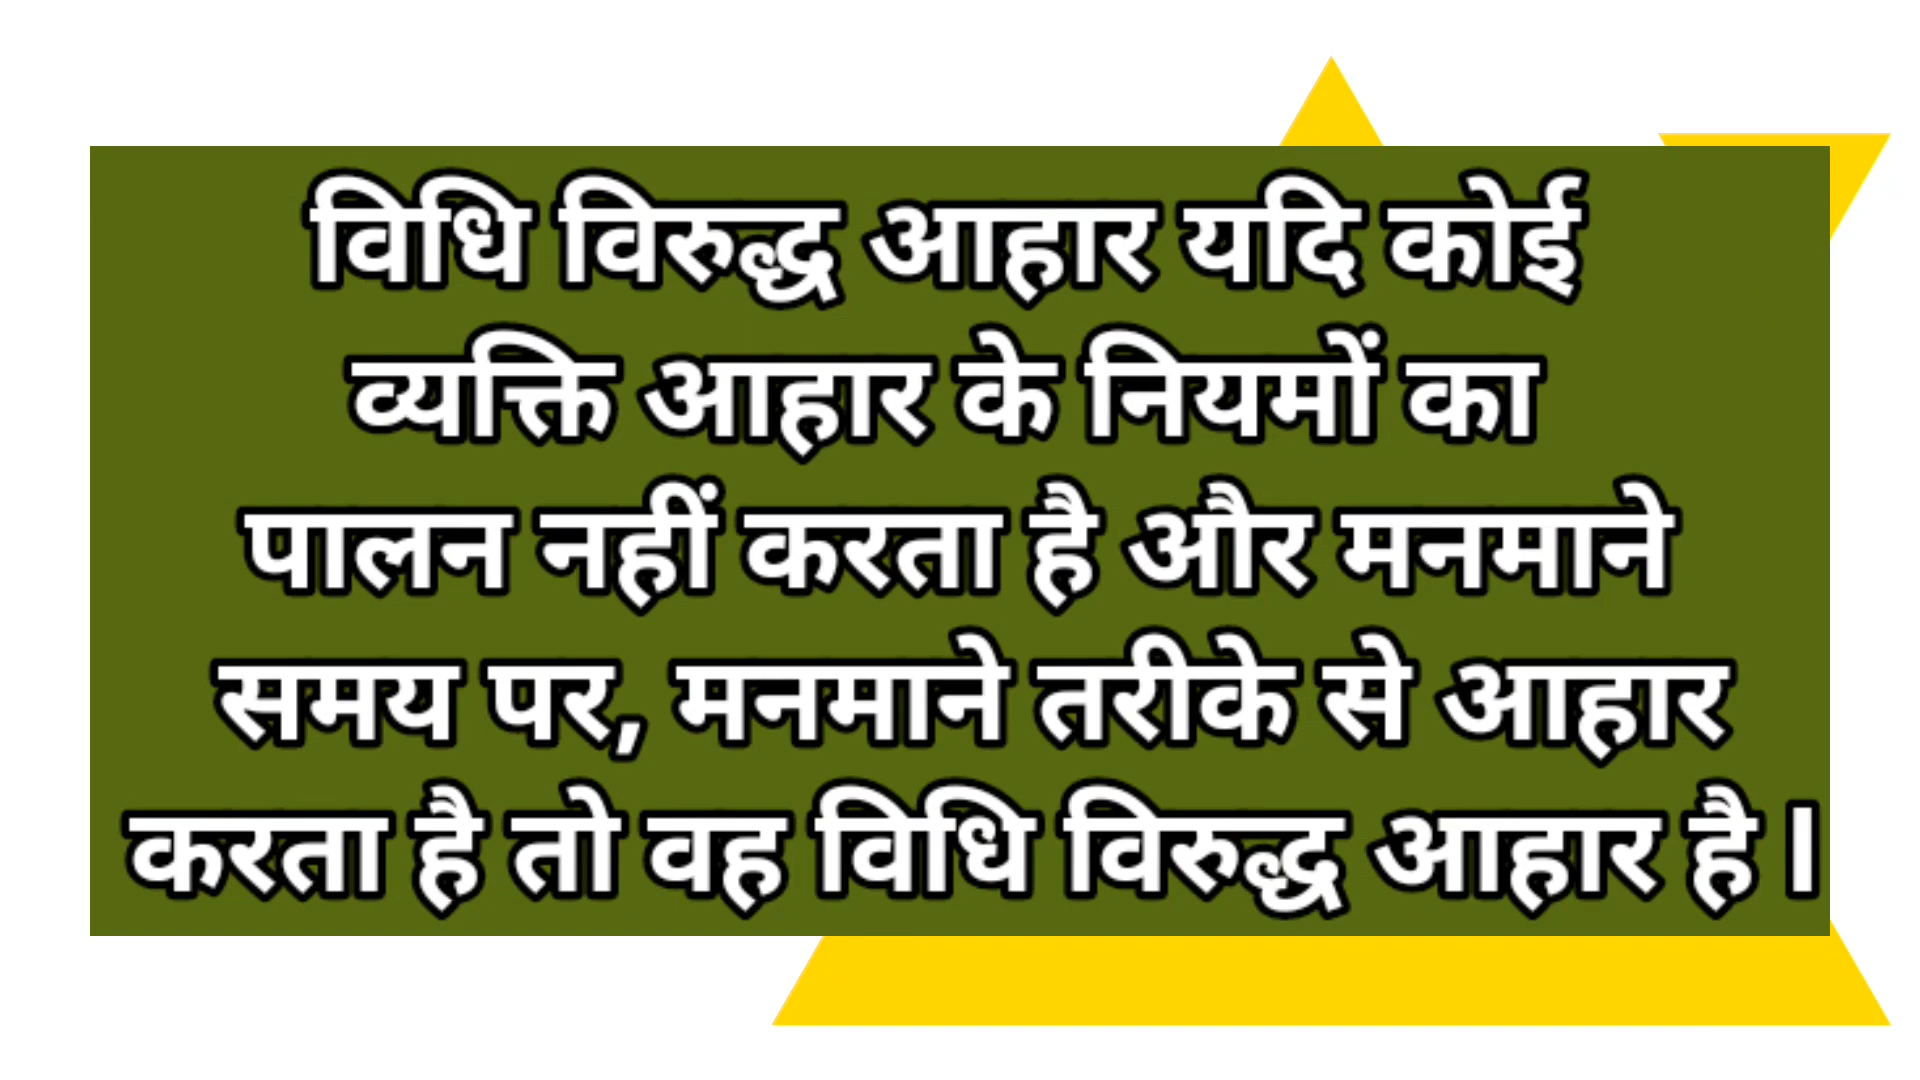 विधि विरुद्ध आहार यदि कोई
व्यक्ति आहार के नियमों का
पालन नहीं करता है और मनमाने
समय पर, मनमाने तरीके से आहार
करता है तो वह विधि विरुद्ध आहार है।